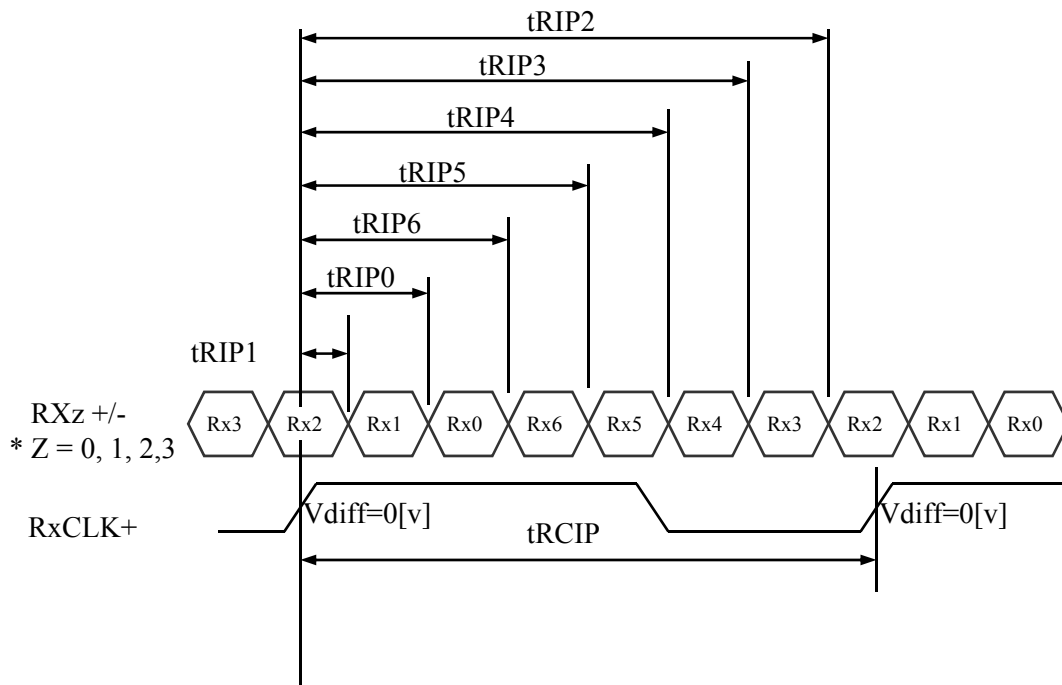 tRIP2
tRIP3
tRIP4
tRIP5
tRIP6
tRIP0
tRIP1
RXz +/-
* Z = 0, 1, 2,3
Rx3 Rx2 Rx1 Rx0 Rx6 Rx5 Rx4 Rx3 Rx2 Rx1 Rx0
RxCLK+
Vdiff=0[v] Vdiff=0[v]
tRCIP